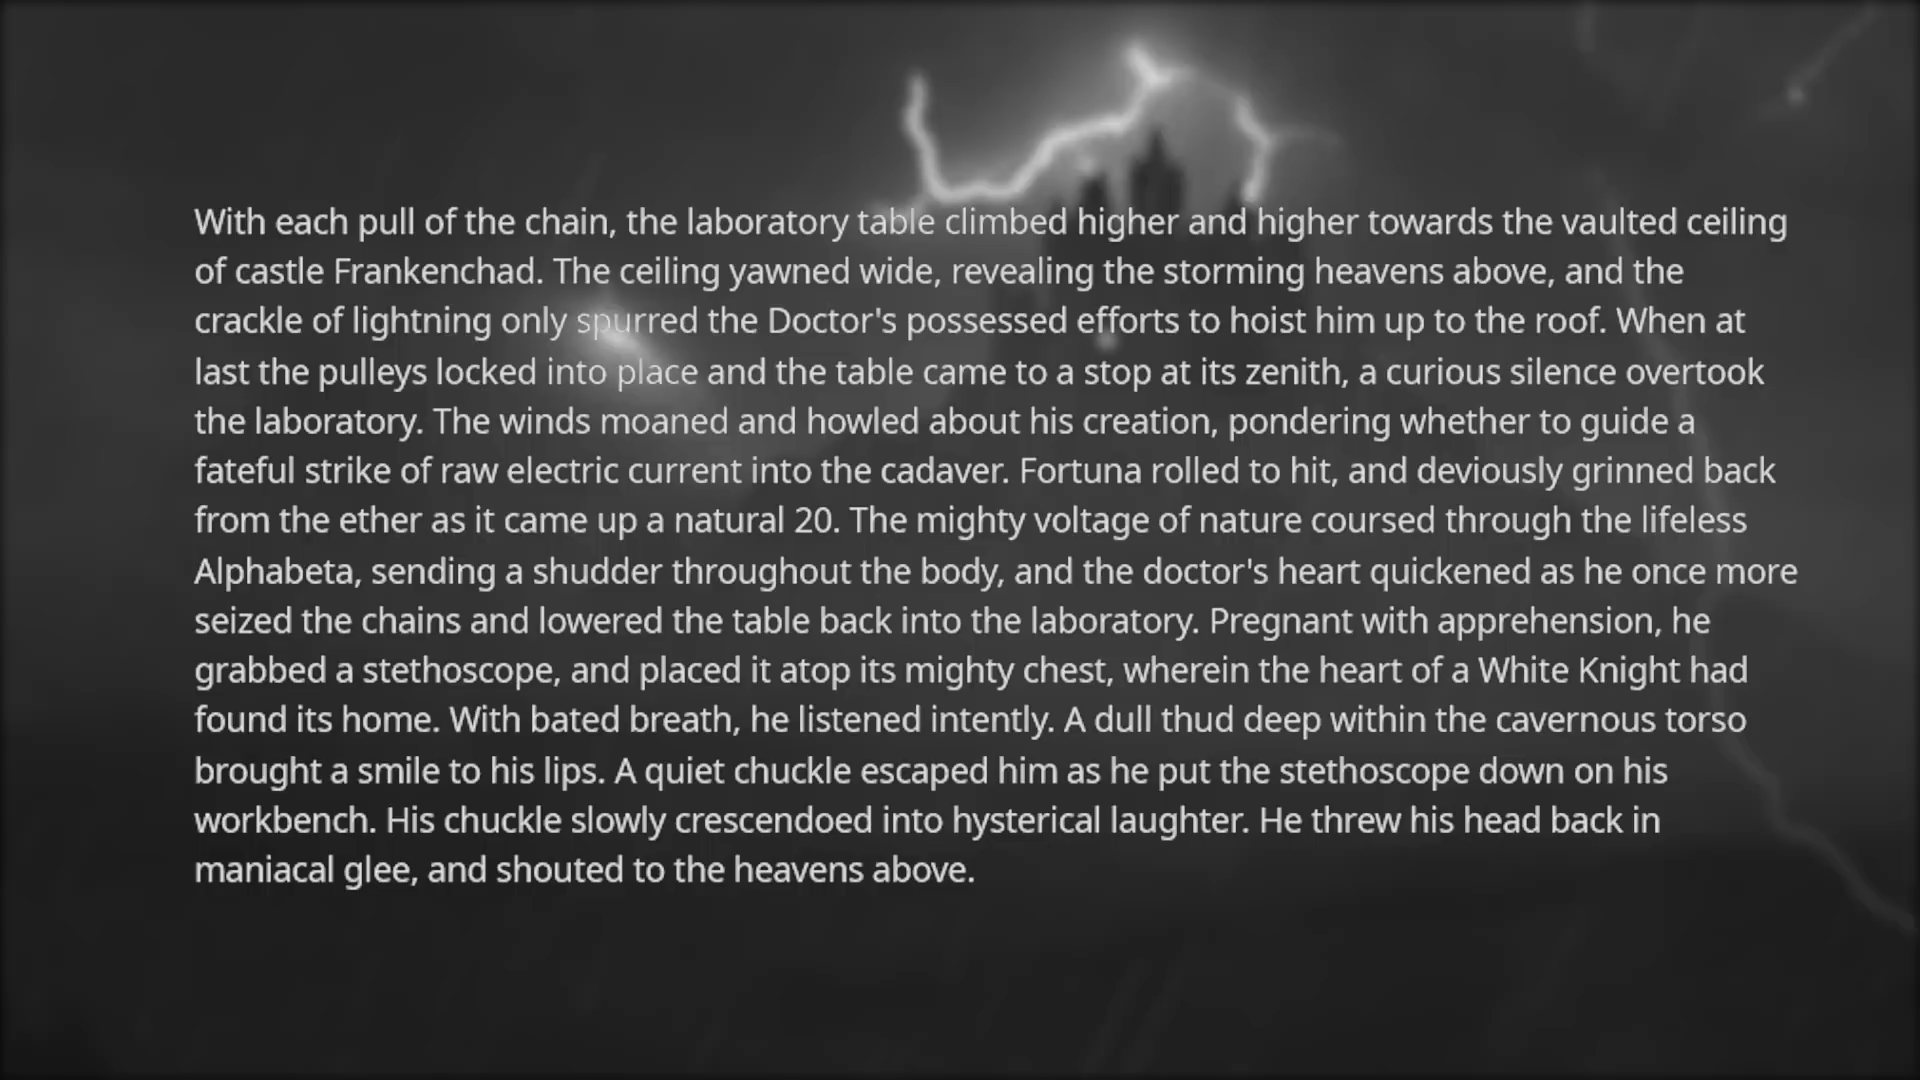 With each pull of the chain, the laboratory table climbed higher and higher towards the vaulted ceiling
of castle Frankenchad. The ceiling yawned wide, revealing the storming heavens above, and the
crackle of lightning only spurred the Doctor's possessed efforts to hoist him up to the roof. When at
last the pulleys locked into place and the table came to a stop at its zenith, a curious silence overtook
the laboratory. The winds moaned and howled about his creation, pondering whether to guide a
fateful strike of raw electric current into the cadaver. Fortuna rolled to hit, and deviously grinned back
from the ether as it came up a natural 20. The mighty voltage of nature coursed through the lifeless
Alphabeta, sending a shudder throughout the body, and the doctor's heart quickened as he once more
seized the chains and lowered the table back into the laboratory. Pregnant with apprehension, he
grabbed a stethoscope, and placed it atop its mighty chest, wherein the heart of a White Knight had
found its home. With bated breath, he listened intently. A dull thud deep within the cavernous torso
brought a smile to his lips. A quiet chuckle escaped him as he put the stethoscope down on his
workbench. His chuckle slowly crescendoed into hysterical laughter. He threw his head back in
maniacal glee, and shouted to the heavens above.